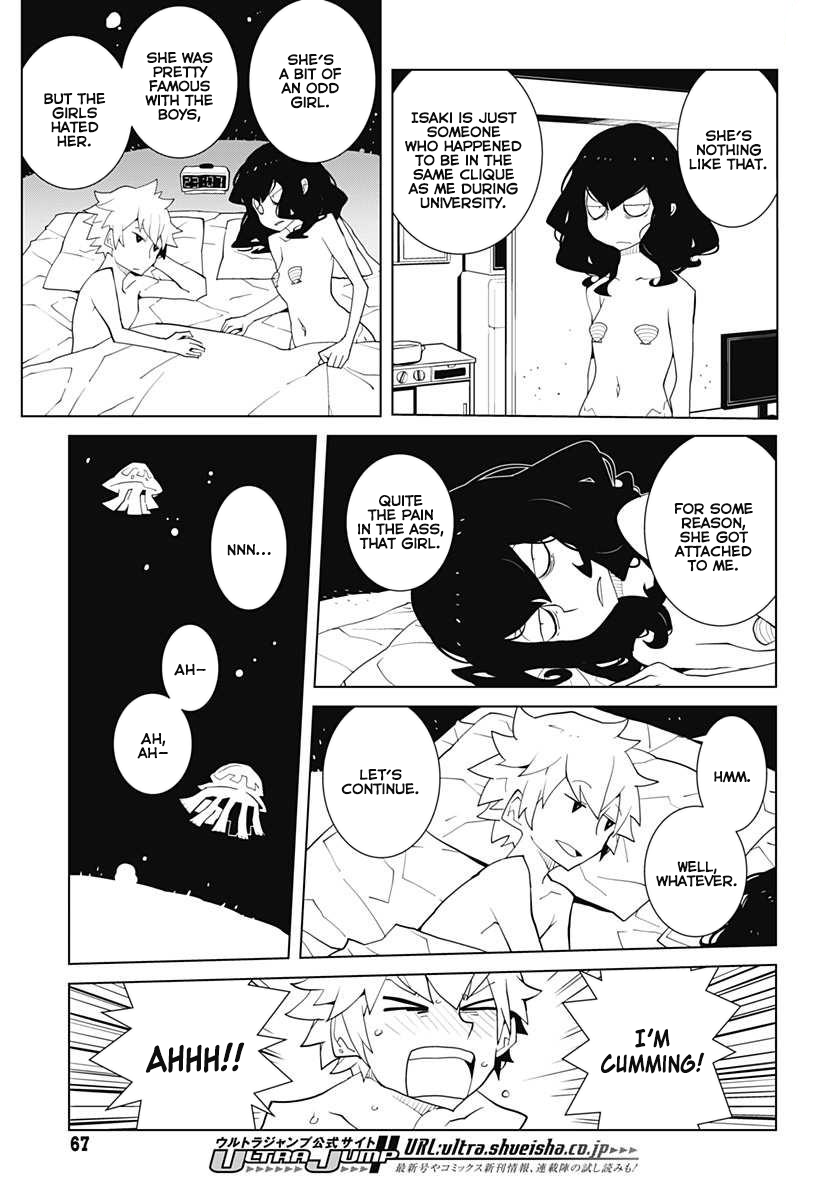 SHE'S
NOTHING
LIKE THAT.
ISAKI IS JUST
SOMEONE
WHO HAPPENED
TO BE IN THE
SAME CLIQUE
AS ME DURING
UNIVERSITY.
SHE'S
A BIT OF
AN ODD
GIRL.
SHE WAS
PRETTY
FAMOUS
WITH THE
BOYS,
BUT THE
GIRLS
HATED
HER.
23:07
FOR SOME
REASON,
SHE GOT
ATTACHED
TO ME.
QUITE
THE PAIN
IN THE ASS,
THAT GIRL.
HMM.
WELL,
WHATEVER.
LET'S
CONTINUE.
NNN...
AH–
AH,
AH–
I'M
CUMMING!
AHHH!!
67
ウルトラジャンプ公式サイト
ULTRA JUMP
URL:ultra.shueisha.co.jp
最新号やコミックス新刊情報、連載陣の試し読みも!